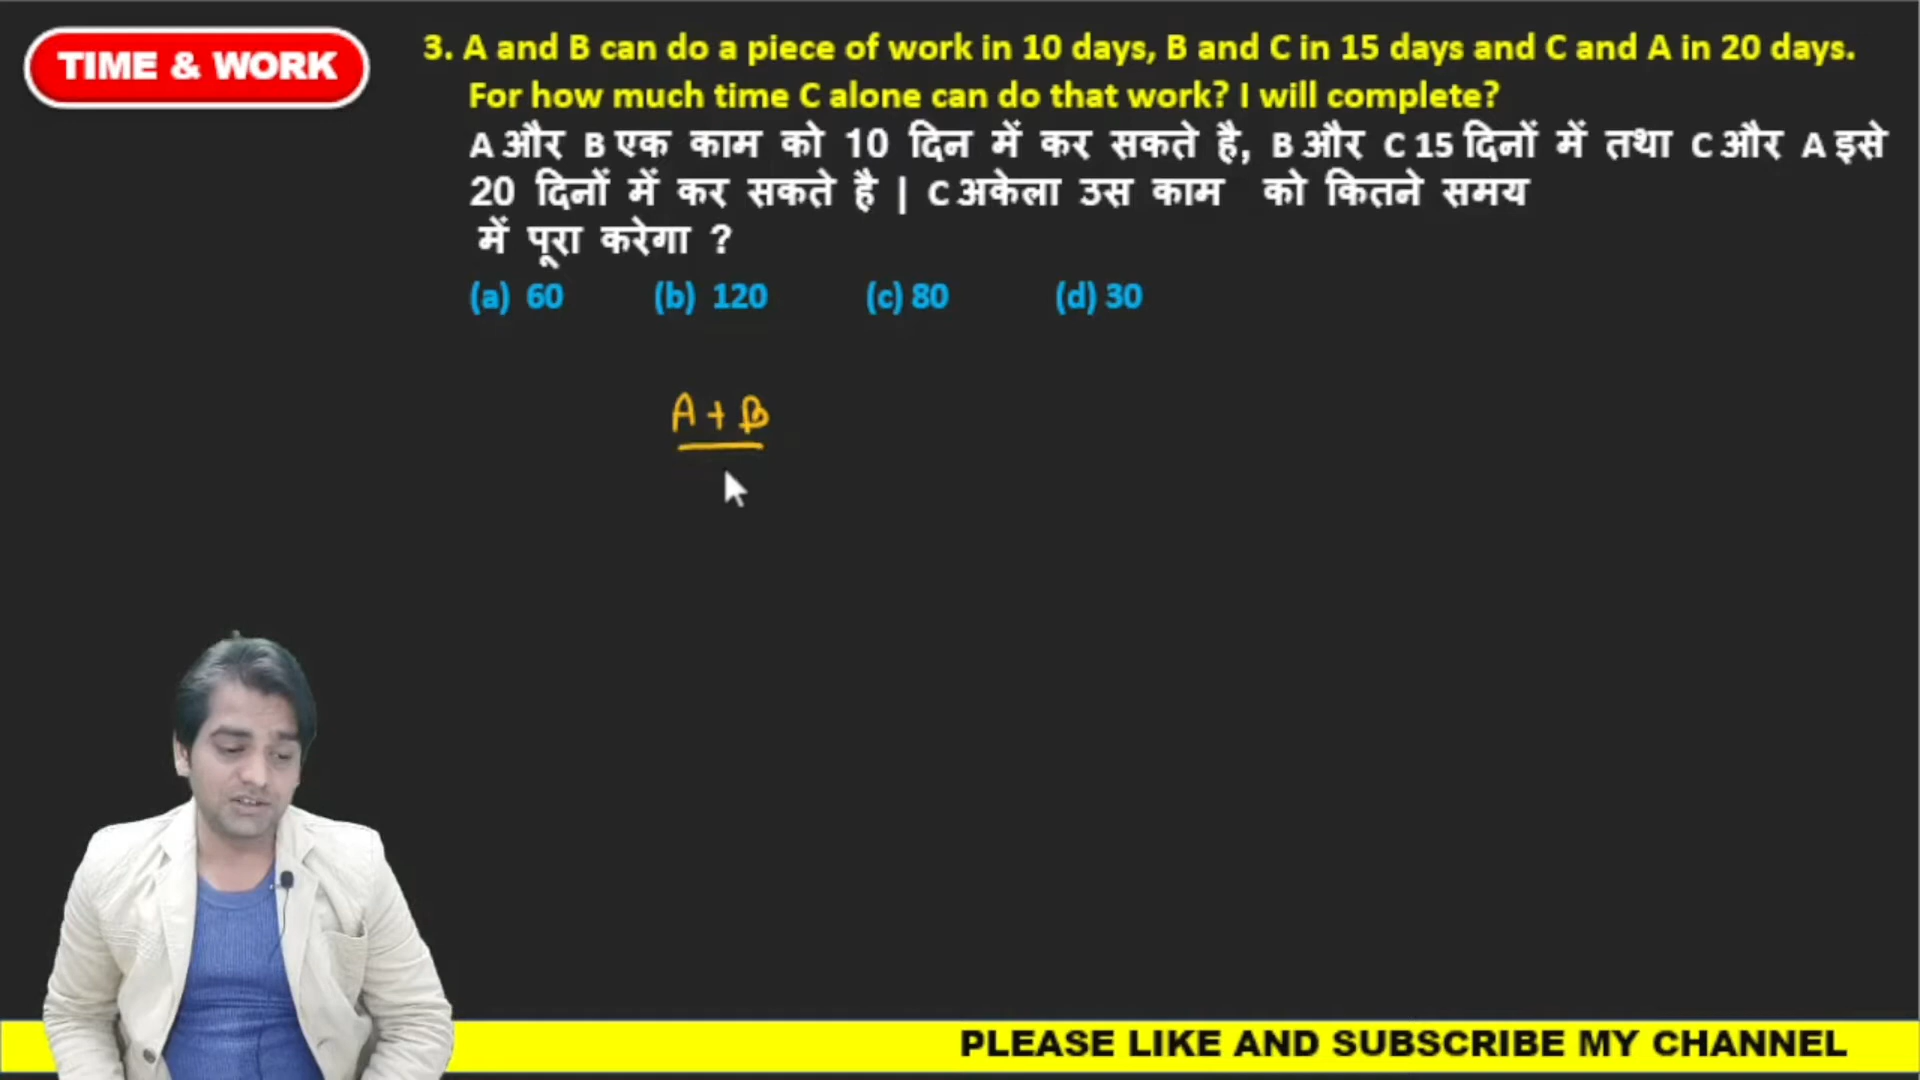 TIME & WORK
3. A and B can do a piece of work in 10 days, B and C in 15 days and C and A in 20 days.
For how much time C alone can do that work? I will complete?
A और B एक काम को 10 दिन में कर सकते है, B और C 15 दिनों में तथा C और A इसे
20 दिनों में कर सकते है | C अकेला उस काम को कितने समय
में पूरा करेगा ?
(a) 60 (b) 120 (c) 80 (d) 30
A + B
PLEASE LIKE AND SUBSCRIBE MY CHANNEL